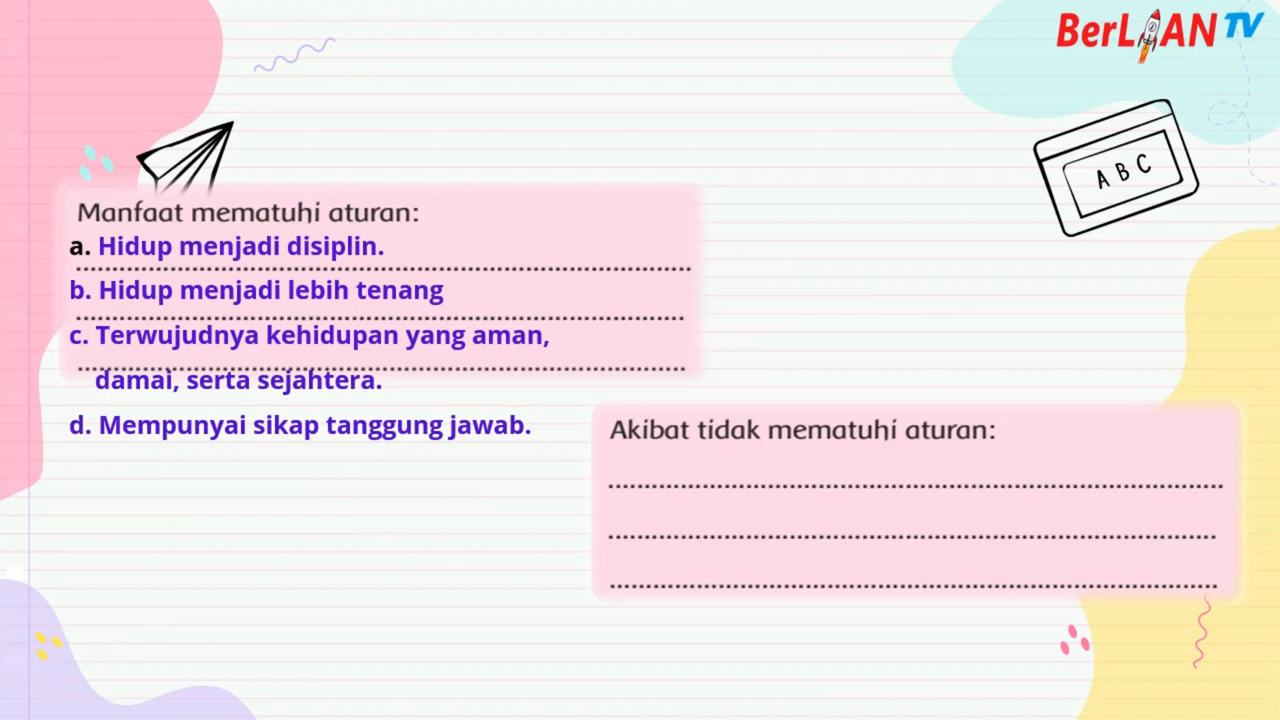 BerLIAN TV
A B C
Manfaat mematuhi aturan:
a. Hidup menjadi disiplin.
b. Hidup menjadi lebih tenang
c. Terwujudnya kehidupan yang aman,
damai, serta sejahtera.
d. Mempunyai sikap tanggung jawab.
Akibat tidak mematuhi aturan: